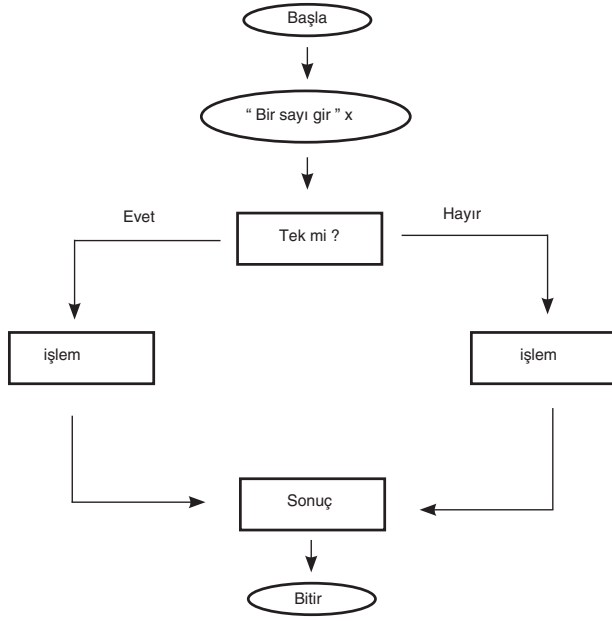 Başla
“ Bir sayı gir ” x
Evet
Hayır
Tek mi ?
işlem
işlem
Sonuç
Bitir